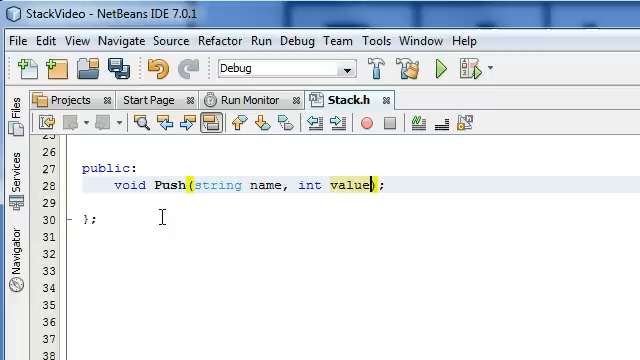 StackVideo - NetBeans IDE 7.0.1
File Edit View Navigate Source Refactor Run Debug Team Tools Window Help
Debug
Files
Services
Navigator
Projects Start Page Run Monitor Stack.h
25
26
27 public:
28 void Push(string name, int value);
29
30 };
31
32
33
34
35
36
37
38